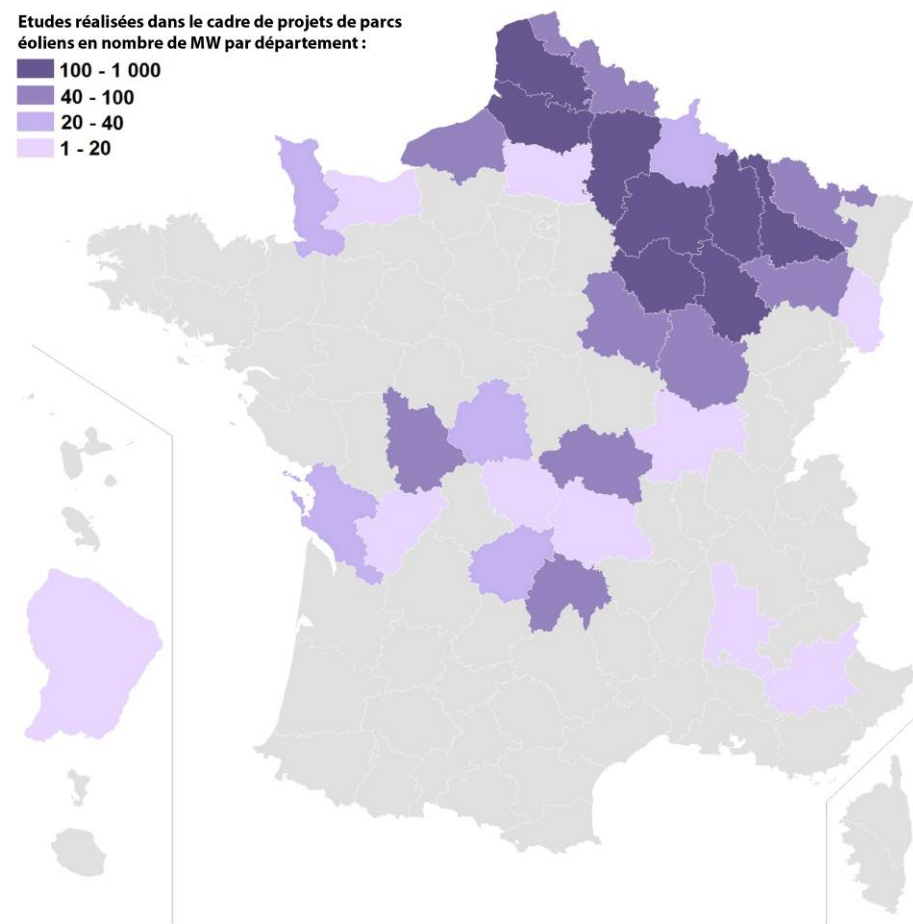 Etudes réalisées dans le cadre de projets de parcs
éoliens en nombre de MW par département :
100 - 1 000
40 - 100
20 - 40
1 - 20